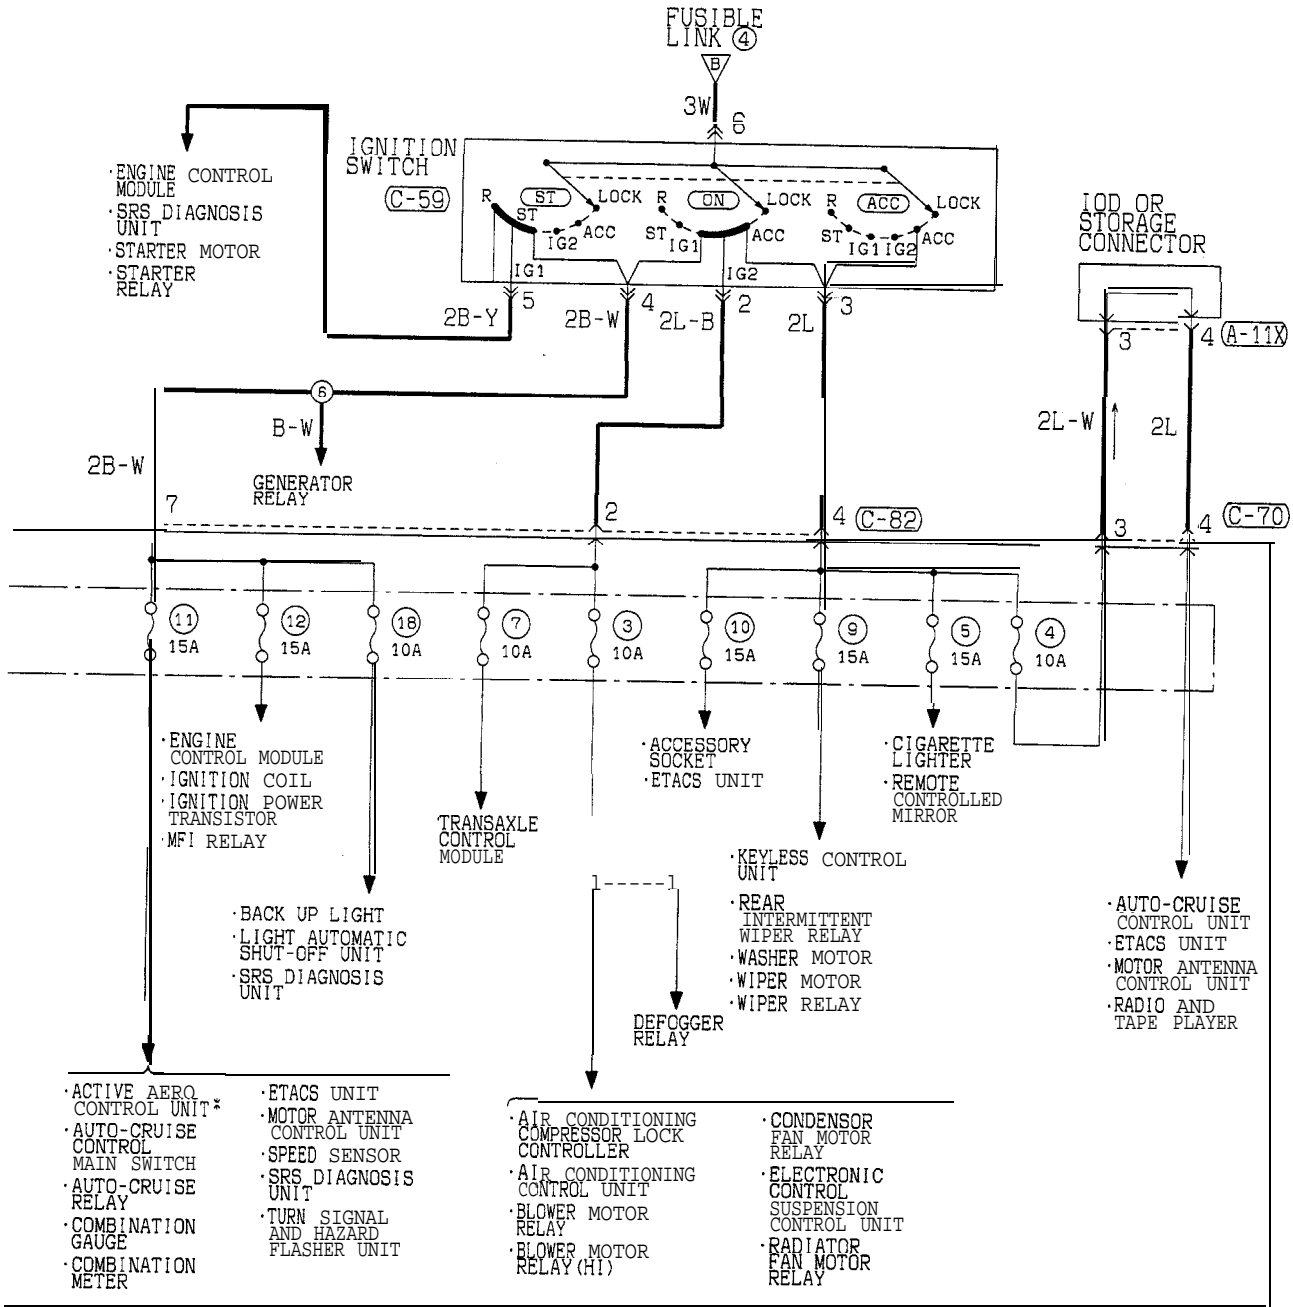 FUSIBLE
LINK ④
B
3W
6
IGNITION
SWITCH
C-59
R
ST
LOCK
ST
IG2
ACC
IG1
R
ON
LOCK
ST
IG1
ACC
IG2
R
ACC
LOCK
ST
IG1
IG2
ACC
5
4
2
3
2B-Y
2B-W
2L-B
2L
·ENGINE CONTROL
MODULE
·SRS DIAGNOSIS
UNIT
·STARTER MOTOR
·STARTER
RELAY
IOD OR
STORAGE
CONNECTOR
3
4
A-11X
2L-W
2L
6
B-W
GENERATOR
RELAY
2B-W
7
2
4
C-82
3
4
C-70
11
15A
12
15A
18
10A
7
10A
3
10A
10
15A
9
15A
5
15A
4
10A
·ENGINE
CONTROL MODULE
·IGNITION COIL
·IGNITION POWER
TRANSISTOR
·MFI RELAY
·BACK UP LIGHT
·LIGHT AUTOMATIC
SHUT-OFF UNIT
·SRS DIAGNOSIS
UNIT
TRANSAXLE
CONTROL
MODULE
·ACCESSORY
SOCKET
·ETACS UNIT
·CIGARETTE
LIGHTER
·REMOTE
CONTROLLED
MIRROR
·KEYLESS CONTROL
UNIT
·REAR
INTERMITTENT
WIPER RELAY
·WASHER MOTOR
·WIPER MOTOR
·WIPER RELAY
·AUTO-CRUISE
CONTROL UNIT
·ETACS UNIT
·MOTOR ANTENNA
CONTROL UNIT
·RADIO AND
TAPE PLAYER
DEFOGGER
RELAY
·ACTIVE AERO
CONTROL UNIT*
·AUTO-CRUISE
CONTROL
MAIN SWITCH
·AUTO-CRUISE
RELAY
·COMBINATION
GAUGE
·COMBINATION
METER
·ETACS UNIT
·MOTOR ANTENNA
CONTROL UNIT
·SPEED SENSOR
·SRS DIAGNOSIS
UNIT
·TURN SIGNAL
AND HAZARD
FLASHER UNIT
·AIR CONDITIONING
COMPRESSOR LOCK
CONTROLLER
·AIR CONDITIONING
CONTROL UNIT
·BLOWER MOTOR
RELAY
·BLOWER MOTOR
RELAY(HI)
·CONDENSOR
FAN MOTOR
RELAY
·ELECTRONIC
CONTROL
SUSPENSION
CONTROL UNIT
·RADIATOR
FAN MOTOR
RELAY